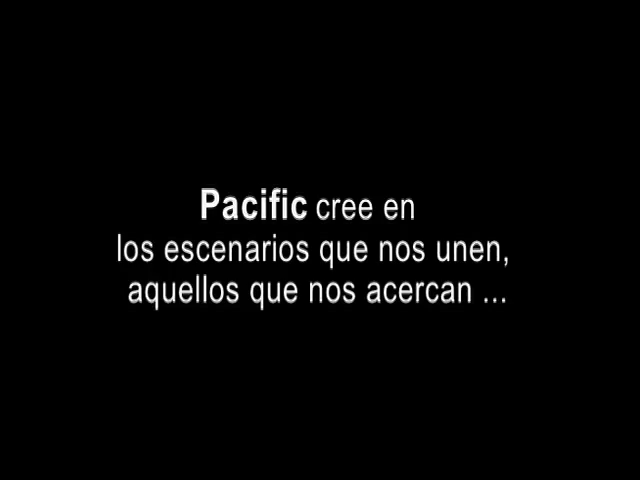 Pacific cree en
los escenarios que nos unen,
aquellos que nos acercan ...